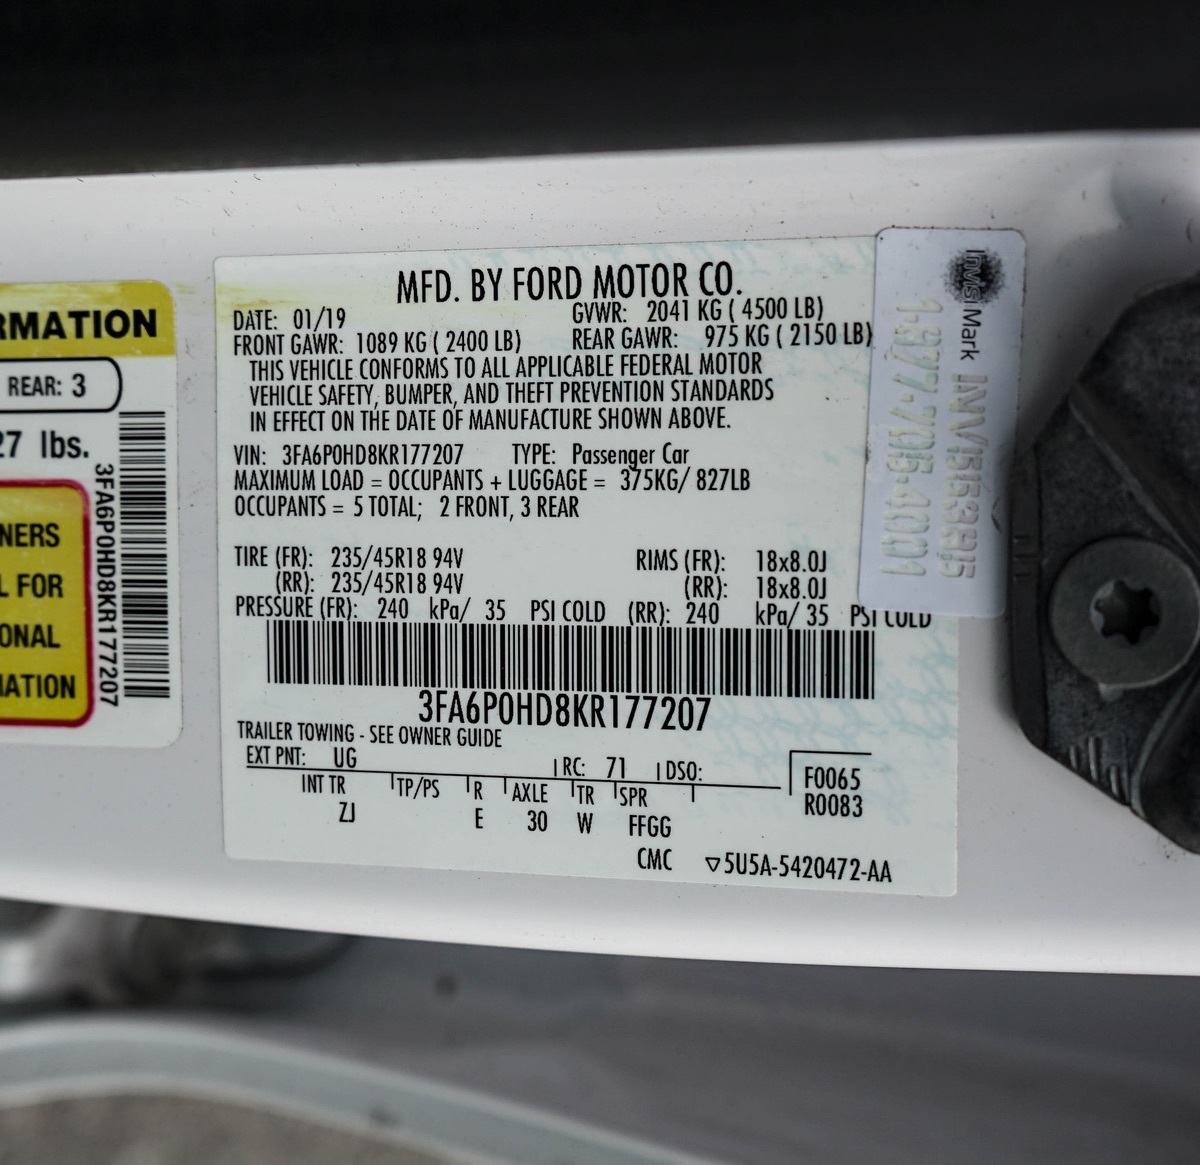 RMATION
REAR: 3
27 lbs.
NERS
L FOR
ONAL
MATION
3FA6P0HD8KR177207
MFD. BY FORD MOTOR CO.
DATE: 01/19 GVWR: 2041 KG ( 4500 LB)
FRONT GAWR: 1089 KG ( 2400 LB) REAR GAWR: 975 KG ( 2150 LB)
THIS VEHICLE CONFORMS TO ALL APPLICABLE FEDERAL MOTOR
VEHICLE SAFETY, BUMPER, AND THEFT PREVENTION STANDARDS
IN EFFECT ON THE DATE OF MANUFACTURE SHOWN ABOVE.
VIN: 3FA6P0HD8KR177207 TYPE: Passenger Car
MAXIMUM LOAD = OCCUPANTS + LUGGAGE = 375KG/ 827LB
OCCUPANTS = 5 TOTAL; 2 FRONT, 3 REAR
TIRE (FR): 235/45R18 94V RIMS (FR): 18x8.0J
(RR): 235/45R18 94V (RR): 18x8.0J
PRESSURE (FR): 240 kPa/ 35 PSI COLD (RR): 240 kPa/ 35 PSI COLD
3FA6P0HD8KR177207
TRAILER TOWING - SEE OWNER GUIDE
EXT PNT: UG RC: 71 DSO:
F0065
R0083
INT TR TP/PS R AXLE TR SPR
ZJ E 30 W FFGG
CMC ▽5U5A-5420472-AA
InvisiMark
1.877.705.4001